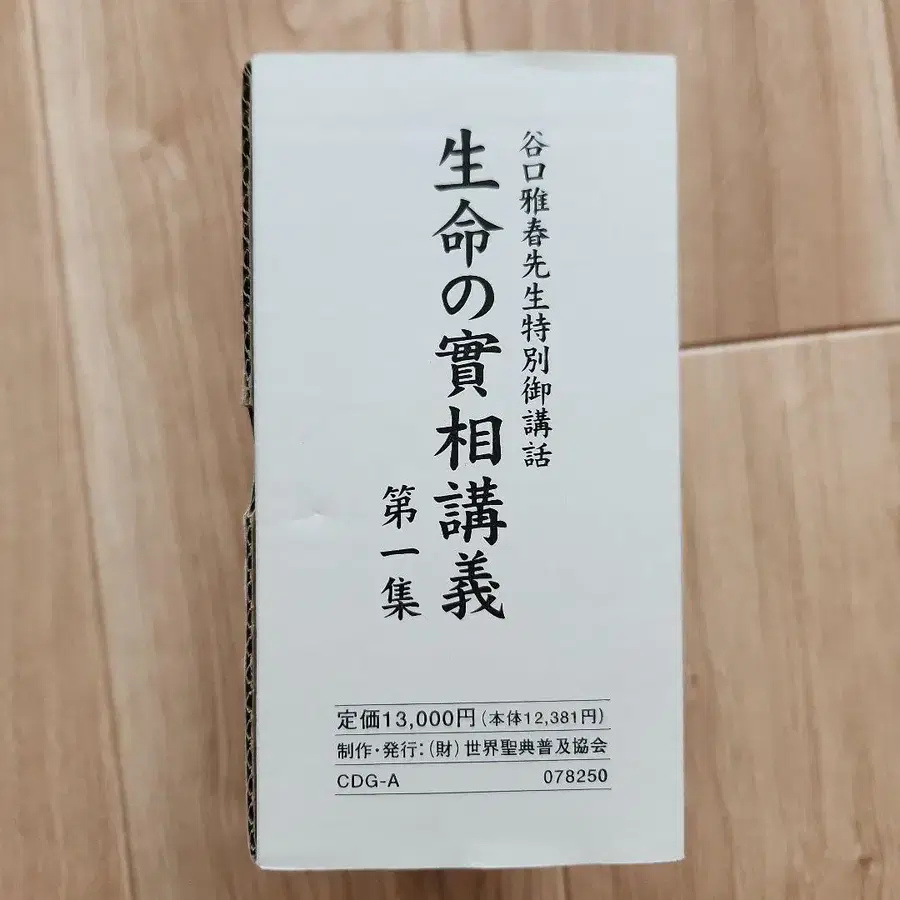 谷口雅春先生特別御講話
生命の實相講義
第一集
定価13,000円(本体12,381円)
制作・発行:(財)世界聖典普及協会
CDG-A 078250